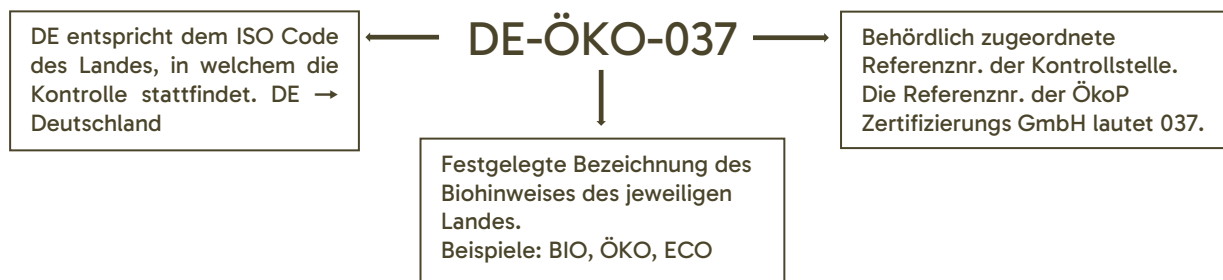 DE-ÖKO-037
DE entspricht dem ISO Code
des Landes, in welchem die
Kontrolle stattfindet. DE →
Deutschland
Festgelegte Bezeichnung des
Biohinweises des jeweiligen
Landes.
Beispiele: BIO, ÖKO, ECO
Behördlich zugeordnete
Referenznr. der Kontrollstelle.
Die Referenznr. der ÖkoP
Zertifizierungs GmbH lautet 037.